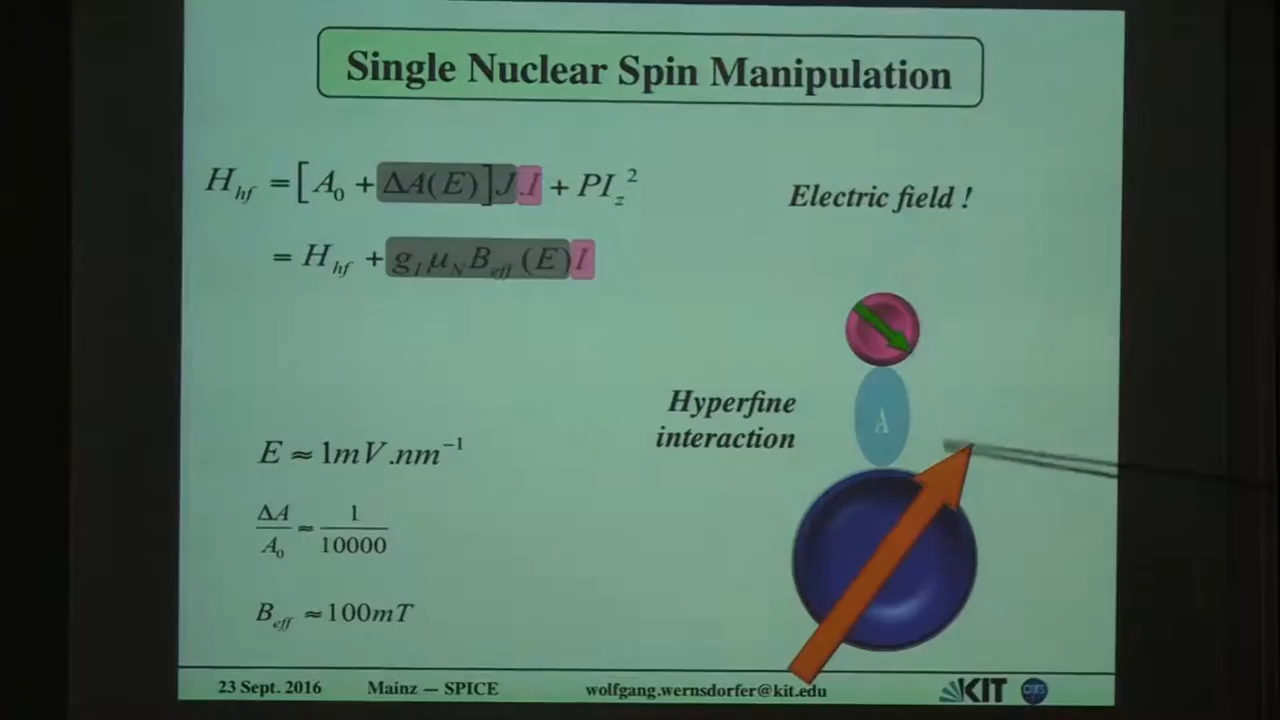 Single Nuclear Spin Manipulation
H_hf = [A_0 + ΔA(E)]J.I + PI_z^2
Electric field !
= H_hf + g_I μ_N B_eff (E)I
Hyperfine
interaction
A
E ≈ 1mV.nm^-1
ΔA/A_0 ≈ 1/10000
B_eff ≈ 100mT
23 Sept. 2016 Mainz – SPICE wolfgang.wernsdorfer@kit.edu KIT